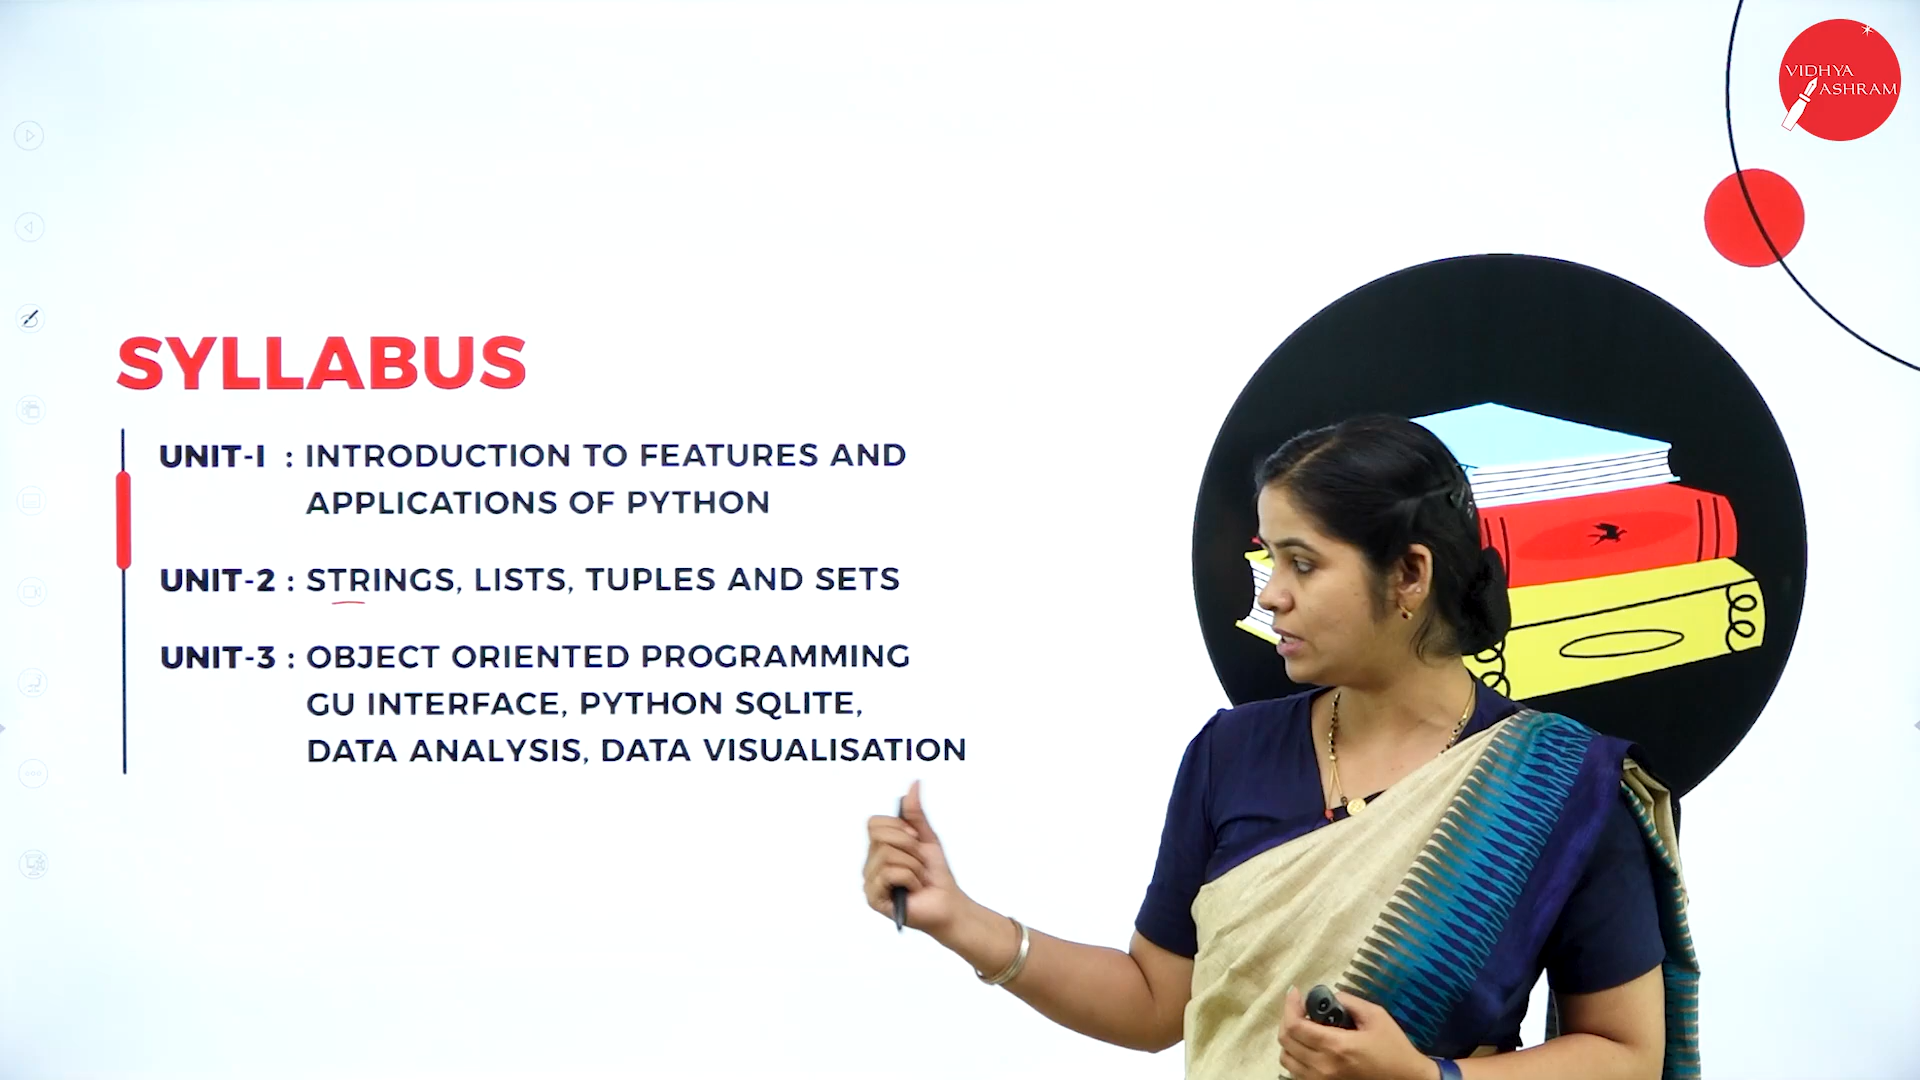 VIDHYA
ASHRAM
SYLLABUS
UNIT-I : INTRODUCTION TO FEATURES AND
APPLICATIONS OF PYTHON
UNIT-2 : STRINGS, LISTS, TUPLES AND SETS
UNIT-3 : OBJECT ORIENTED PROGRAMMING
GU INTERFACE, PYTHON SQLITE,
DATA ANALYSIS, DATA VISUALISATION